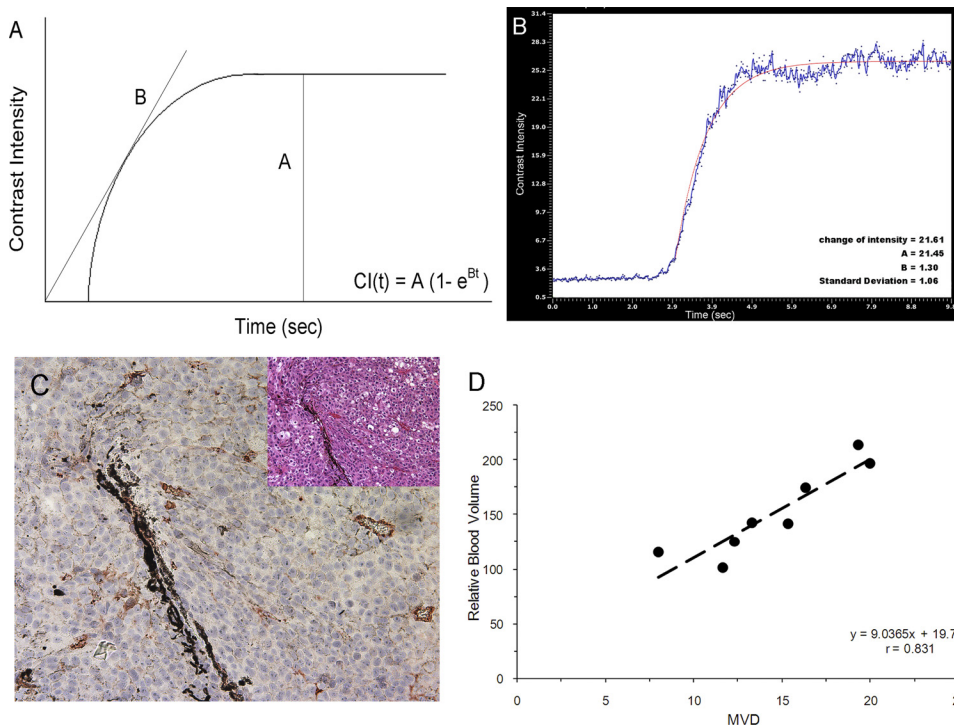 A
Contrast Intensity
B
A
CI(t) = A (1- e^Bt)
Time (sec)
B
31.4
28.3
25.2
22.1
19.0
15.9
12.8
9.7
6.7
3.6
0.5
Contrast Intensity
change of intensity = 21.61
A = 21.45
B = 1.30
Standard Deviation = 1.06
0.0 1.0 2.0 2.9 3.9 4.9 5.9 6.9 7.9 8.8 9.8
Time (sec)
C
D
250
200
150
100
50
0
Relative Blood Volume
y = 9.0365x + 19.7
r = 0.831
0 5 10 15 20
MVD